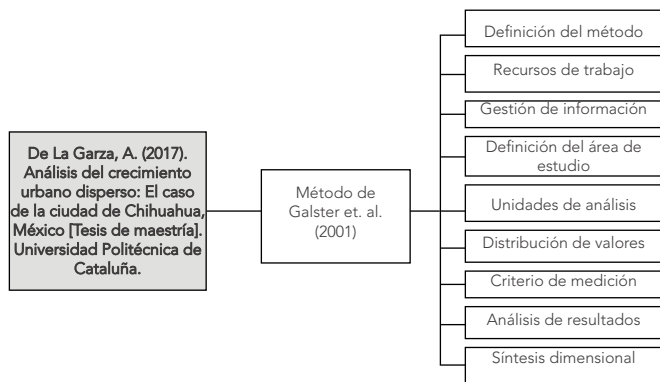 De La Garza, A. (2017).
Análisis del crecimiento
urbano disperso: El caso
de la ciudad de Chihuahua,
México [Tesis de maestría].
Universidad Politécnica de
Cataluña.
Método de
Galster et. al.
(2001)
Definición del método
Recursos de trabajo
Gestión de información
Definición del área de
estudio
Unidades de análisis
Distribución de valores
Criterio de medición
Análisis de resultados
Síntesis dimensional